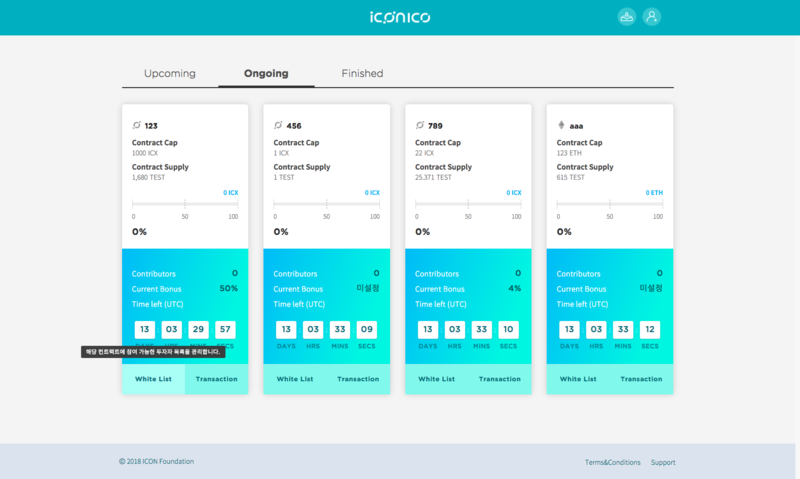 iconico
Upcoming
Ongoing
Finished
123
Contract Cap
1000 ICX
Contract Supply
1,680 TEST
0 ICX
0 50 100
0%
Contributors 0
Current Bonus 50%
Time left (UTC)
13 03 29 57
해당 컨트랙트에 참여 가능한 투자자 목록을 관리합니다.
White List Transaction
456
Contract Cap
1 ICX
Contract Supply
1 TEST
0 ICX
0 50 100
0%
Contributors 0
Current Bonus 미설정
Time left (UTC)
13 03 33 09
DAYS HRS MINS SECS
White List Transaction
789
Contract Cap
22 ICX
Contract Supply
25.371 TEST
0 ICX
0 50 100
0%
Contributors 0
Current Bonus 4%
Time left (UTC)
13 03 33 10
DAYS HRS MINS SECS
White List Transaction
aaa
Contract Cap
123 ETH
Contract Supply
615 TEST
0 ETH
0 50 100
0%
Contributors 0
Current Bonus 미설정
Time left (UTC)
13 03 33 12
DAYS HRS MINS SECS
White List Transaction
© 2018 ICON Foundation
Terms&Conditions Support